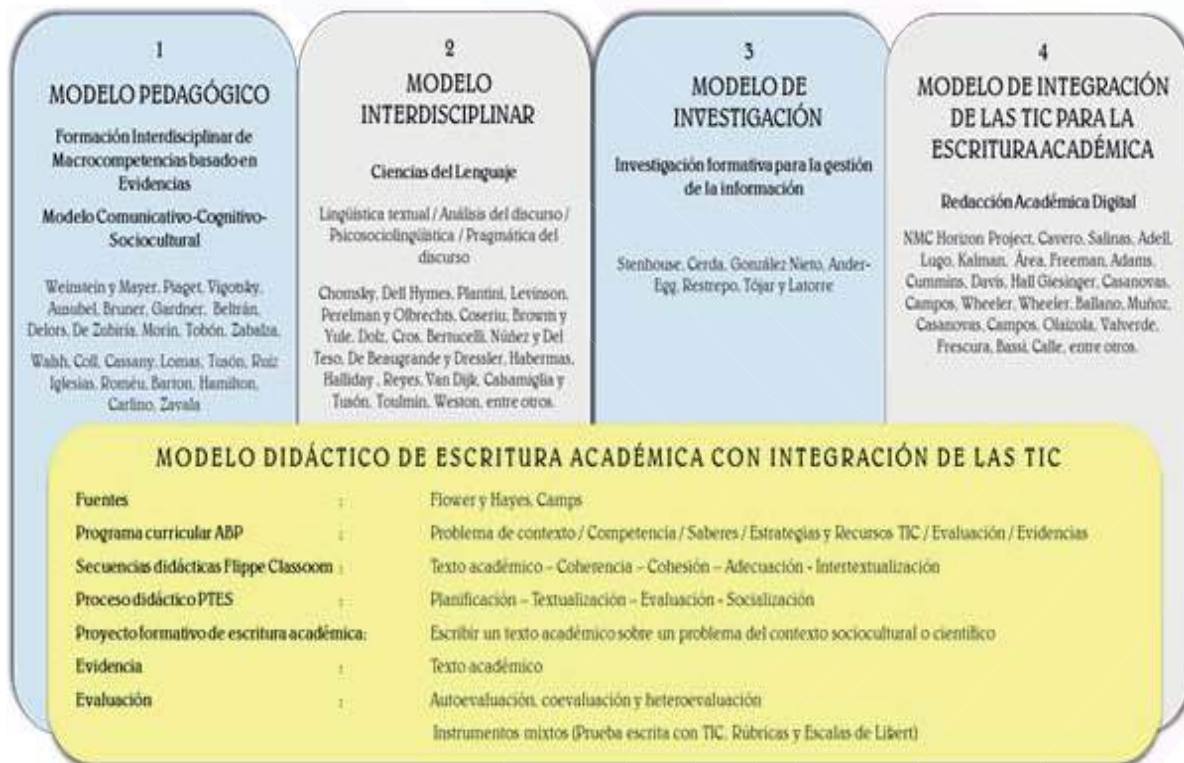 1
MODELO PEDAGÓGICO
Formación Interdisciplinar de
Macrocompetencias basado en
Evidencias
Modelo Comunicativo-Cognitivo-
Sociocultural
Weinstein y Mayer, Piaget, Vigotsky,
Ausubel, Bruner, Gardner, Beltrán,
Delors, De Zubiría, Morin, Tobón, Zabalza,
Walsh, Coll, Cassany, Lomas, Tusón, Ruiz
Iglesias, Roméu, Barton, Hamilton,
Carlino, Zavala
2
MODELO
INTERDISCIPLINAR
Ciencias del Lenguaje
Lingüística textual / Análisis del discurso /
Psicosociolingüística / Pragmática del
discurso
Chomsky, Dell Hymes, Plantini, Levinson,
Perelman y Olbrechts, Coseriu, Browm y
Yule, Dolz, Cros, Bernucelli, Núñez y Del
Teso, De Beaugrande y Dressler, Habermas,
Halliday , Reyes, Van Dijk, Cabamiglia y
Tusón, Toulmin, Weston, entre otros.
3
MODELO DE
INVESTIGACIÓN
Investigación formativa para la gestión
de la información
Stenhouse, Cerda, González Nieto, Ander-
Egg, Restrepo, Tójar y Latorre
4
MODELO DE INTEGRACIÓN
DE LAS TIC PARA LA
ESCRITURA ACADÉMICA
Redacción Académica Digital
NMC Horizon Project, Cavero, Salinas, Adell,
Lugo, Kalman, Área, Freeman, Adams,
Cummins, Davis, Hall Giesinger, Casanovas,
Campos, Wheeler, Wheeler, Ballano, Muñoz,
Casanovas, Campos, Olaizola, Valverde,
Frescura, Bassi, Calle, entre otros.
MODELO DIDÁCTICO DE ESCRITURA ACADÉMICA CON INTEGRACIÓN DE LAS TIC
Fuentes : Flower y Hayes, Camps
Programa curricular ABP : Problema de contexto / Competencia / Saberes / Estrategias y Recursos TIC / Evaluación / Evidencias
Secuencias didácticas Flippe Classoom : Texto académico – Coherencia – Cohesión – Adecuación - Intertextualización
Proceso didáctico PTES : Planificación – Textualización – Evaluación - Socialización
Proyecto formativo de escritura académica: Escribir un texto académico sobre un problema del contexto sociocultural o científico
Evidencia : Texto académico
Evaluación : Autoevaluación, coevaluación y heteroevaluación
Instrumentos mixtos (Prueba escrita con TIC, Rúbricas y Escalas de Libert)